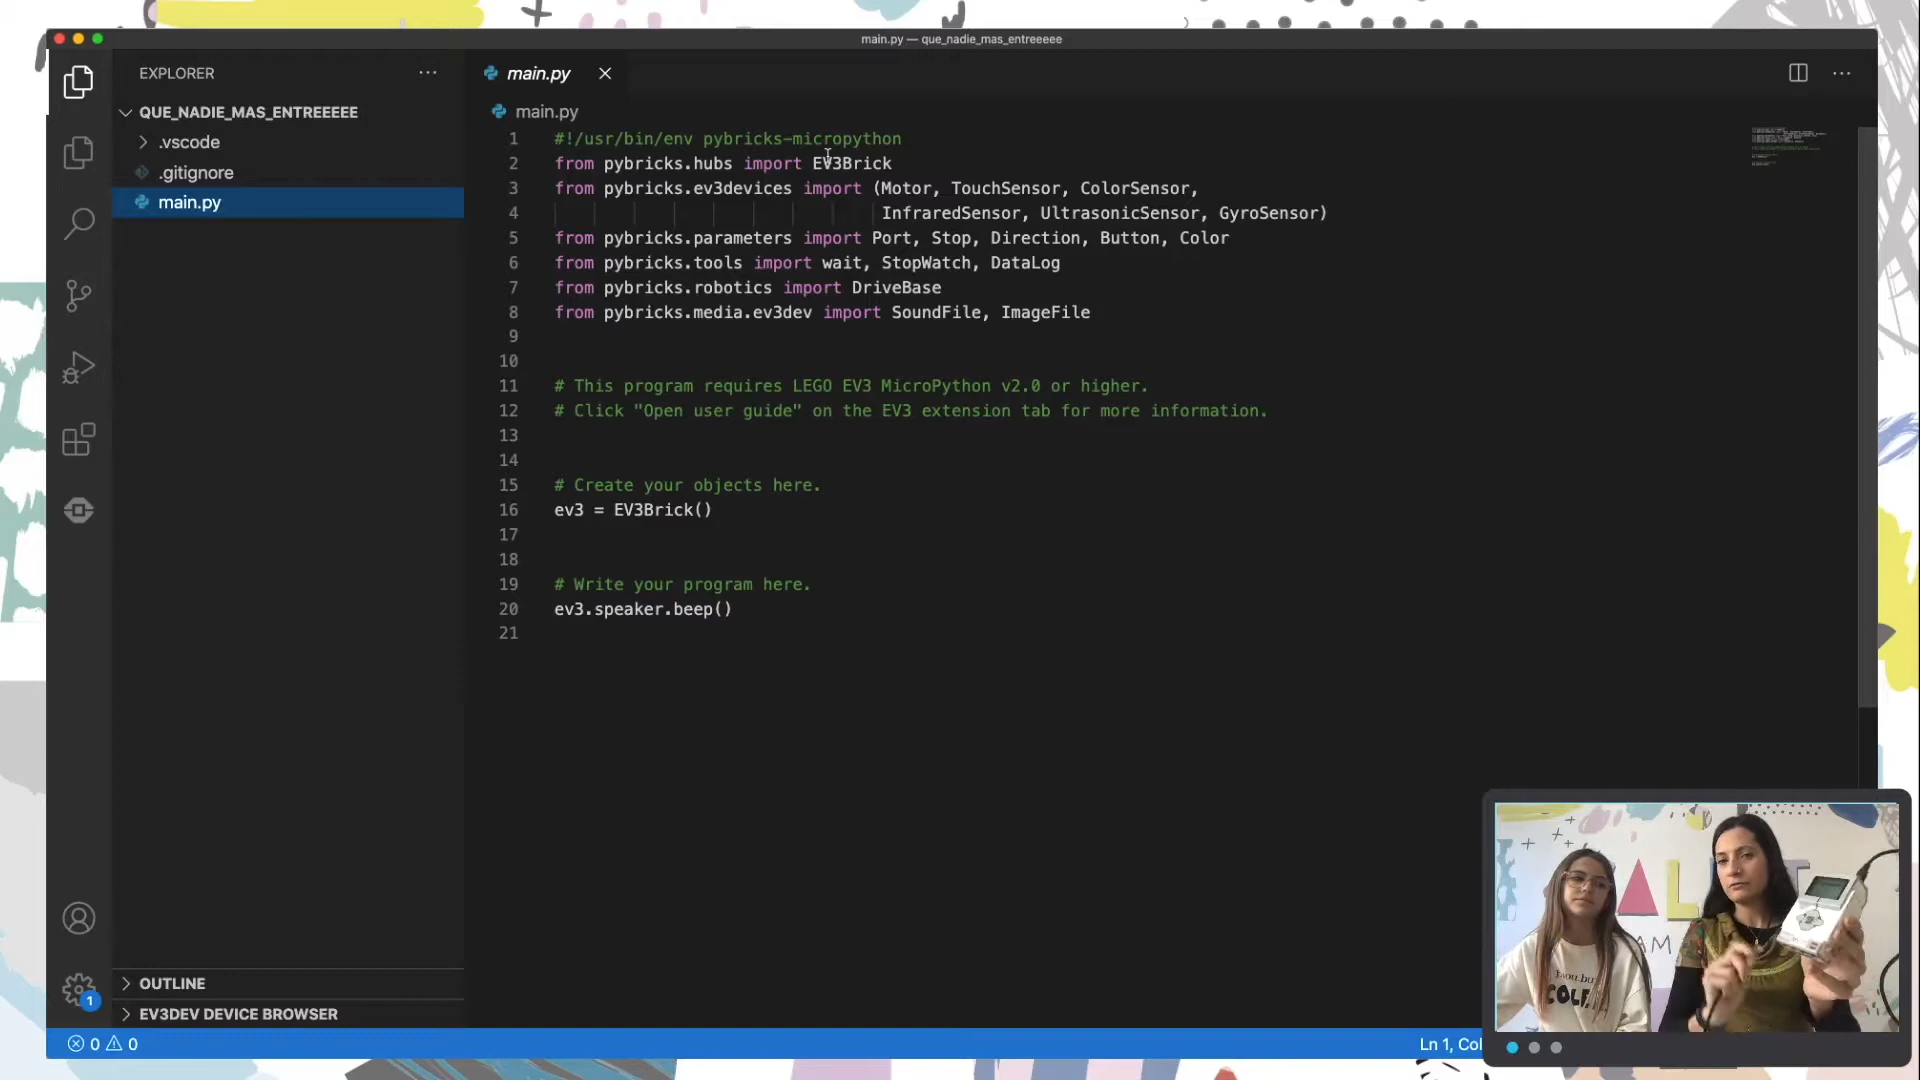 main.py — que_nadie_mas_entreeeee
EXPLORER
QUE_NADIE_MAS_ENTREEEEE
.vscode
.gitignore
main.py
main.py
main.py
1 #!/usr/bin/env pybricks-micropython
2 from pybricks.hubs import EV3Brick
3 from pybricks.ev3devices import (Motor, TouchSensor, ColorSensor,
4 InfraredSensor, UltrasonicSensor, GyroSensor)
5 from pybricks.parameters import Port, Stop, Direction, Button, Color
6 from pybricks.tools import wait, StopWatch, DataLog
7 from pybricks.robotics import DriveBase
8 from pybricks.media.ev3dev import SoundFile, ImageFile
9
10
11 # This program requires LEGO EV3 MicroPython v2.0 or higher.
12 # Click "Open user guide" on the EV3 extension tab for more information.
13
14
15 # Create your objects here.
16 ev3 = EV3Brick()
17
18
19 # Write your program here.
20 ev3.speaker.beep()
21
1
OUTLINE
EV3DEV DEVICE BROWSER
0 0
Ln 1, Col